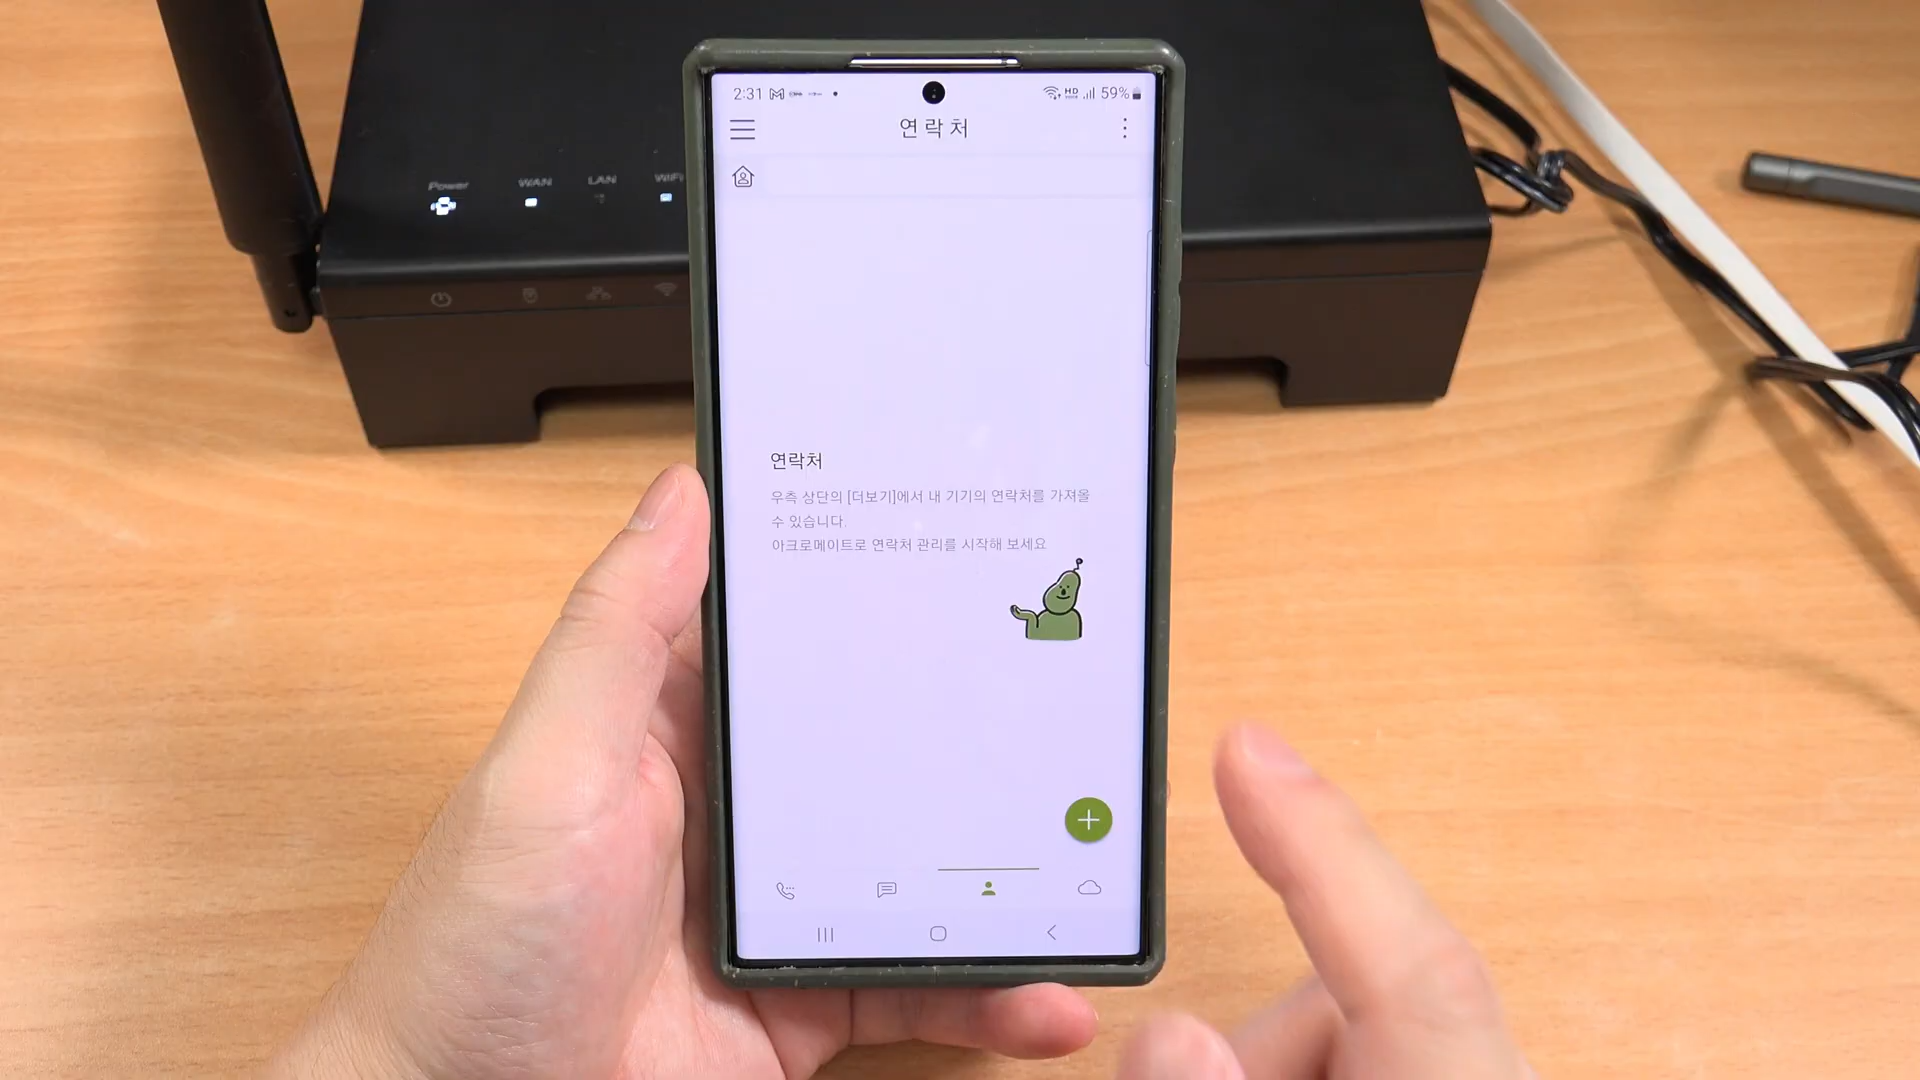 2:31
HD
59%
연락처
Power
WAN
LAN
WiFi
연락처
우측 상단의 [더보기]에서 내 기기의 연락처를 가져올
수 있습니다.
아크로메이트로 연락처 관리를 시작해 보세요